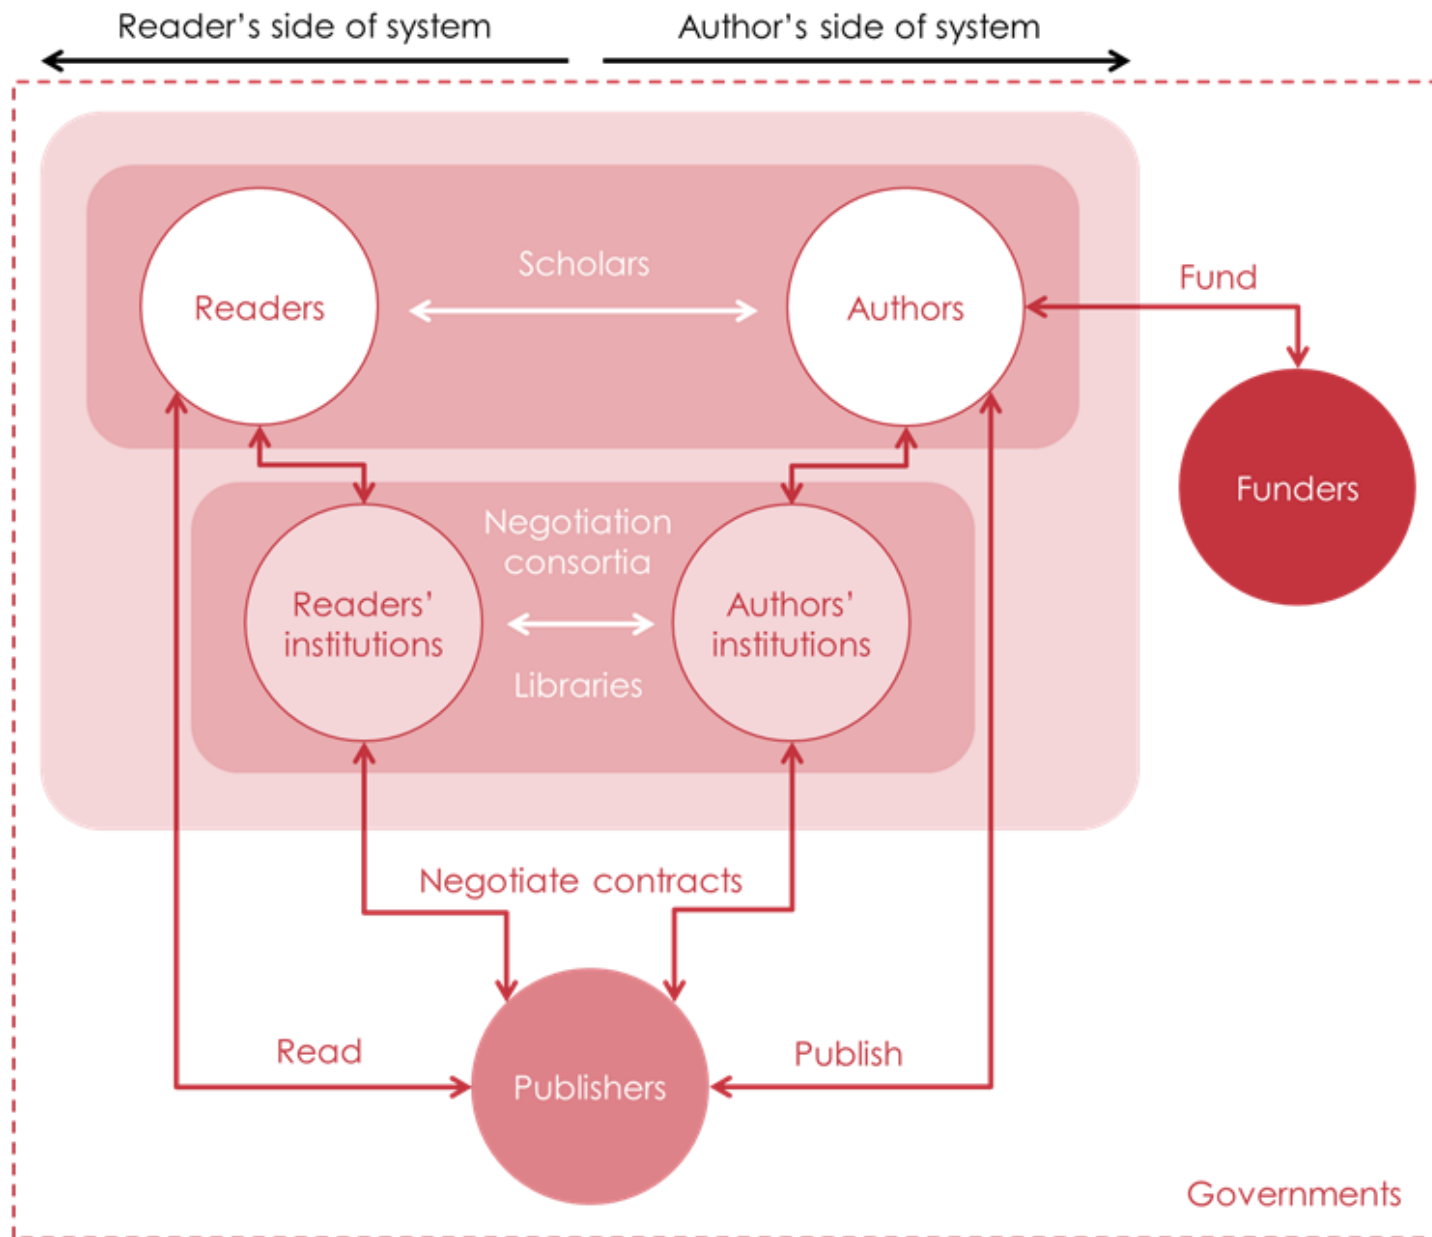 Reader’s side of system
Author’s side of system
Scholars
Readers
Authors
Fund
Funders
Negotiation
consortia
Readers’
institutions
Authors’
institutions
Libraries
Negotiate contracts
Read
Publish
Publishers
Governments